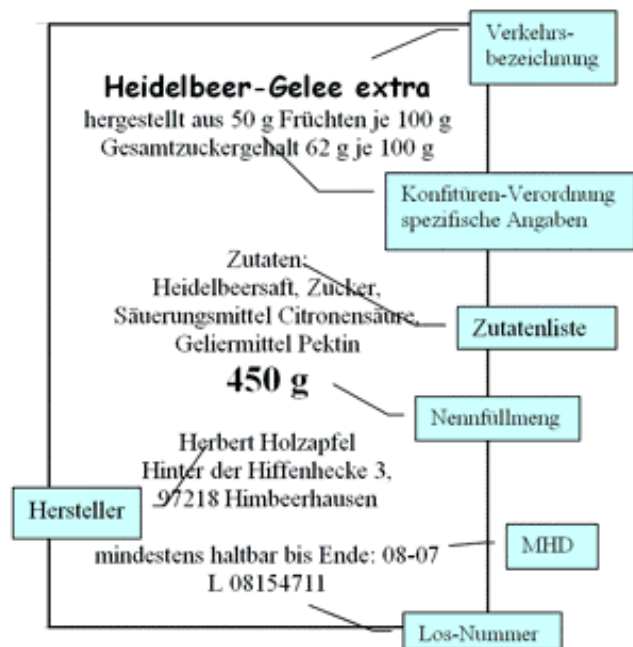 Verkehrs-
bezeichnung
Heidelbeer-Gelee extra
hergestellt aus 50 g Früchten je 100 g
Gesamtzuckergehalt 62 g je 100 g
Konfitüren-Verordnung
spezifische Angaben
Zutaten:
Heidelbeersaft, Zucker,
Säuerungsmittel Citronensäure,
Geliermittel Pektin
Zutatenliste
450 g
Nennfüllmeng
Herbert Holzapfel
Hinter der Hiffenhecke 3,
97218 Himbeerhausen
Hersteller
mindestens haltbar bis Ende: 08-07
MHD
L 08154711
Los-Nummer